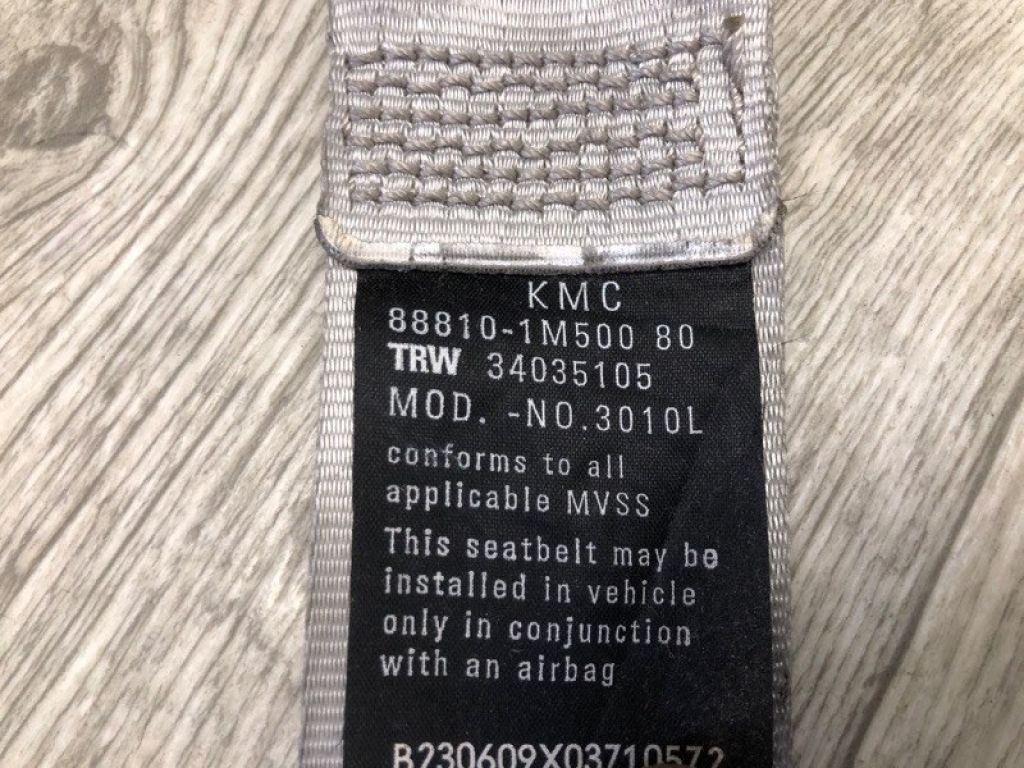 KMC
88810-1M500 80
TRW 34035105
MOD. -NO.3010L
conforms to all
applicable MVSS
This seatbelt may be
installed in vehicle
only in conjunction
with an airbag
B230609X03710572